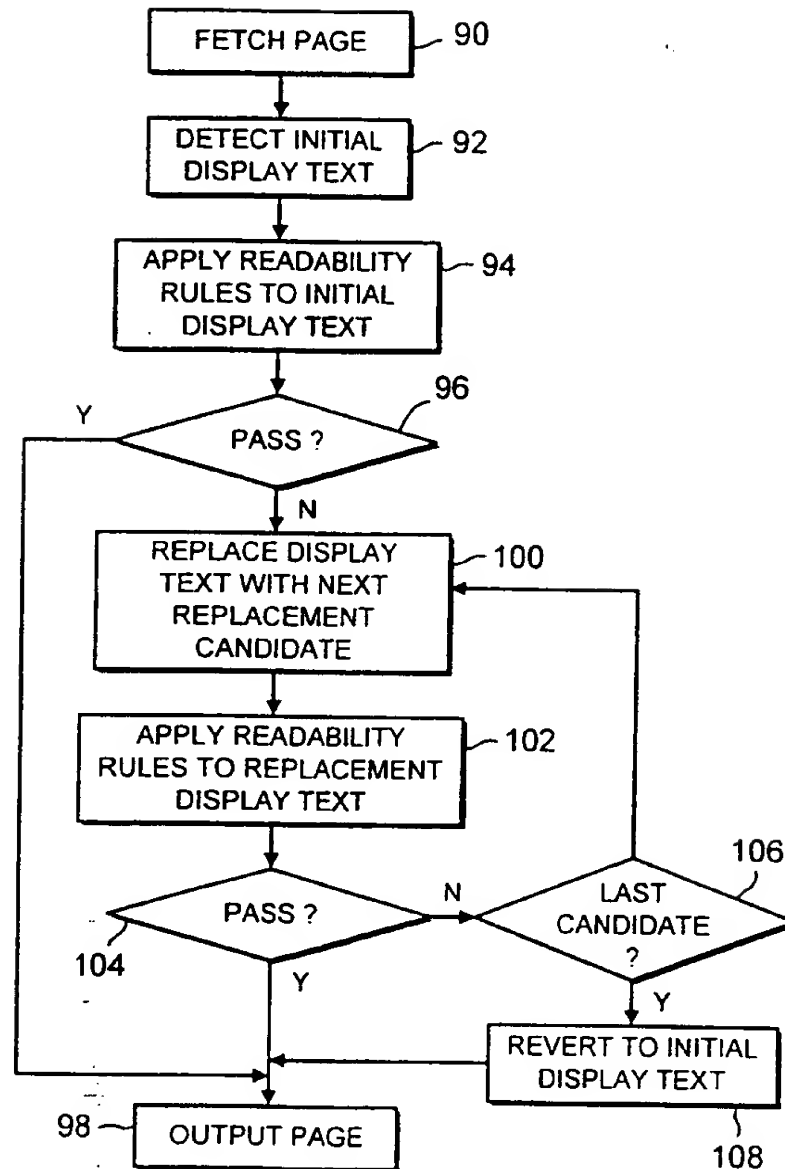 FETCH PAGE
90
DETECT INITIAL
DISPLAY TEXT
92
APPLY READABILITY
RULES TO INITIAL
DISPLAY TEXT
94
96
Y
PASS ?
N
REPLACE DISPLAY
TEXT WITH NEXT
REPLACEMENT
CANDIDATE
100
APPLY READABILITY
RULES TO REPLACEMENT
DISPLAY TEXT
102
PASS ?
104
N
Y
LAST
CANDIDATE
?
106
Y
REVERT TO INITIAL
DISPLAY TEXT
108
98
OUTPUT PAGE